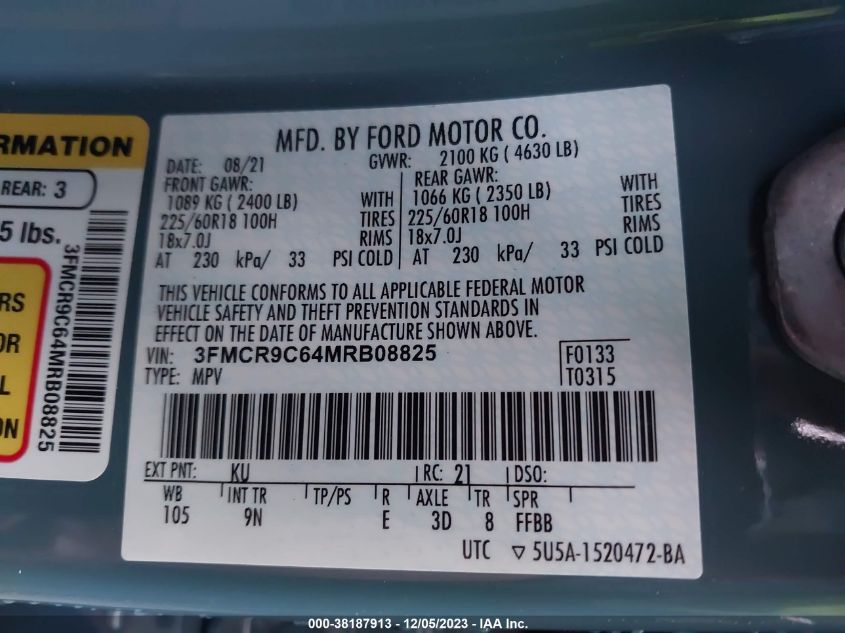 RMATION
REAR: 3
5 lbs.
3FMCR9C64MRB08825
RS
OR
L
ON
MFD. BY FORD MOTOR CO.
DATE: 08/21 GVWR: 2100 KG ( 4630 LB)
FRONT GAWR: REAR GAWR:
1089 KG ( 2400 LB) WITH 1066 KG ( 2350 LB) WITH
225/60R18 100H TIRES 225/60R18 100H TIRES
18x7.0J RIMS 18x7.0J RIMS
AT 230 kPa/ 33 PSI COLD AT 230 kPa/ 33 PSI COLD
THIS VEHICLE CONFORMS TO ALL APPLICABLE FEDERAL MOTOR
VEHICLE SAFETY AND THEFT PREVENTION STANDARDS IN
EFFECT ON THE DATE OF MANUFACTURE SHOWN ABOVE.
VIN: 3FMCR9C64MRB08825 F0133
TYPE: MPV T0315
EXT PNT: KU RC: 21 DSO:
WB INT TR TP/PS R AXLE TR SPR
105 9N E 3D 8 FFBB
UTC ▽ 5U5A-1520472-BA
000-38187913 - 12/05/2023 - IAA Inc.